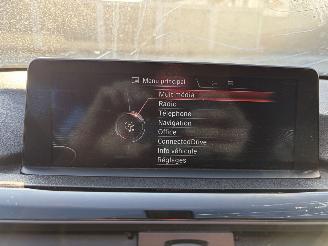 Menu principal
Multimédia
Radio
Téléphone
Navigation
Office
ConnectedDrive
Info véhicule
Réglages